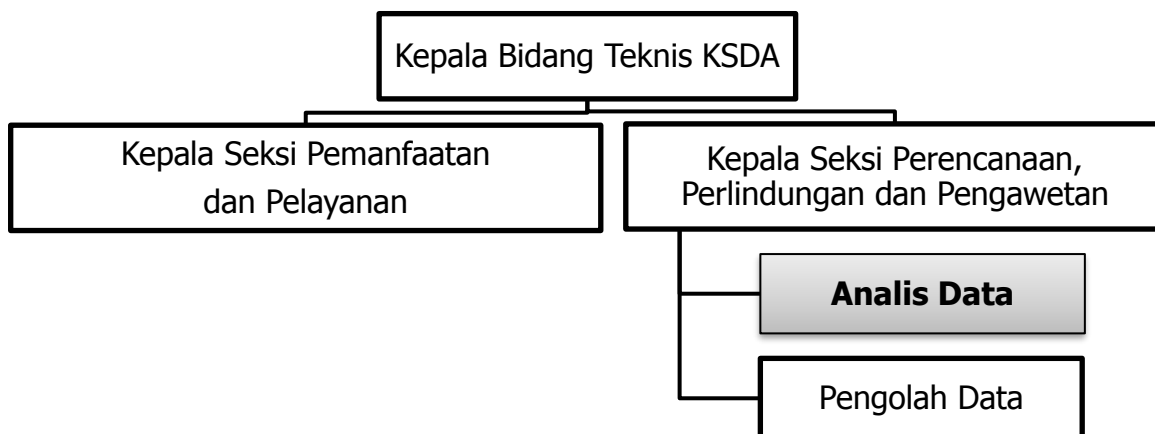 Kepala Bidang Teknis KSDA
Kepala Seksi Pemanfaatan
dan Pelayanan
Kepala Seksi Perencanaan,
Perlindungan dan Pengawetan
Analis Data
Pengolah Data